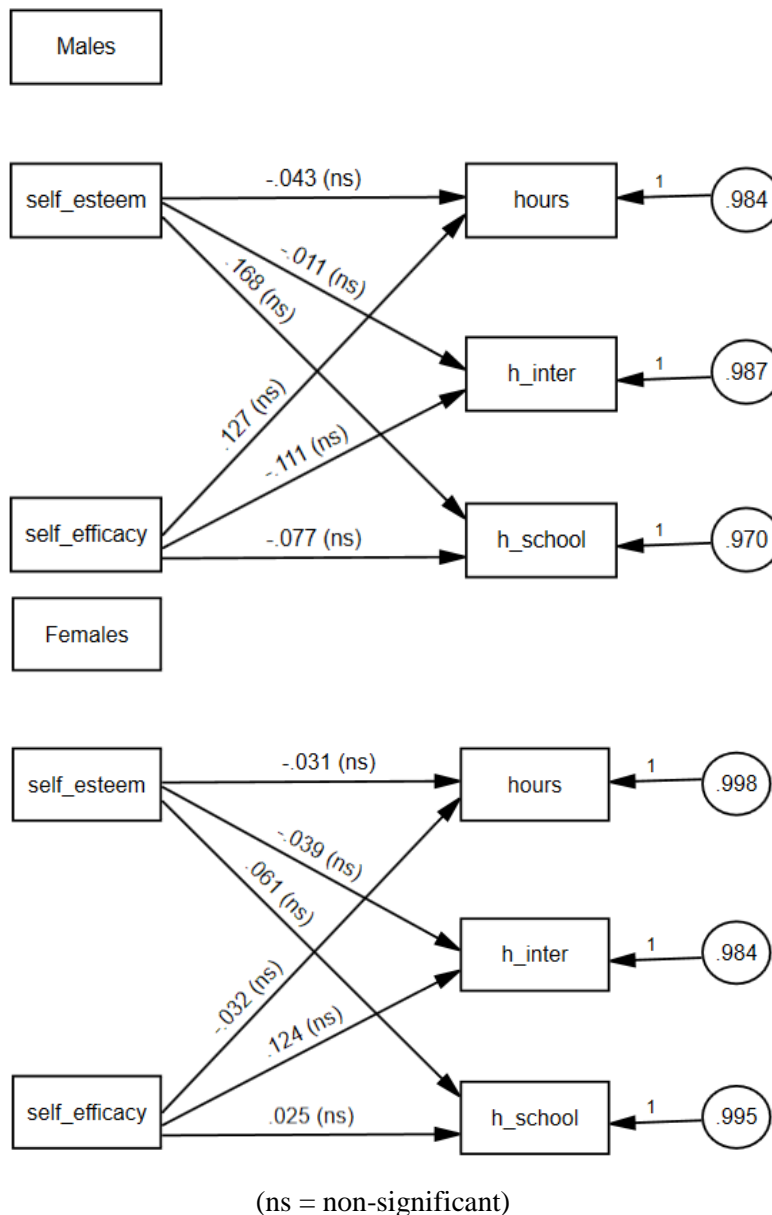 Males
self_esteem
-.043 (ns)
hours
1
.984
-.011 (ns)
.168 (ns)
h_inter
1
.987
.127 (ns)
-.111 (ns)
self_efficacy
-.077 (ns)
h_school
1
.970
Females
self_esteem
-.031 (ns)
hours
1
.998
-.039 (ns)
.061 (ns)
h_inter
1
.984
-.032 (ns)
.124 (ns)
self_efficacy
.025 (ns)
h_school
1
.995
(ns = non-significant)